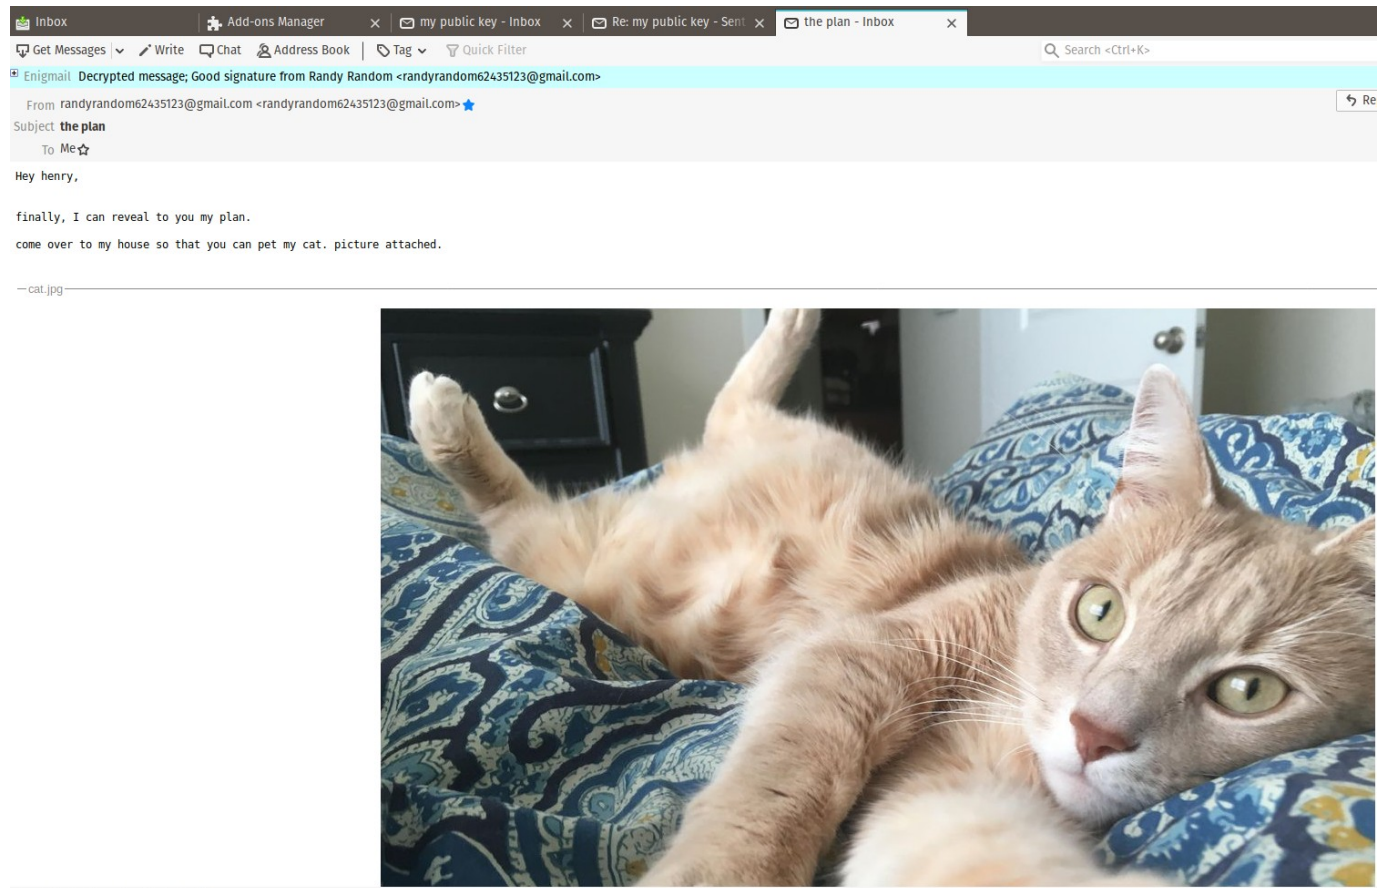 Inbox
Add-ons Manager
my public key - Inbox
Re: my public key - Sent
the plan - Inbox
Get Messages
Write
Chat
Address Book
Tag
Quick Filter
Search <Ctrl+K>
Enigmail Decrypted message; Good signature from Randy Random <randyrandom62435123@gmail.com>
From randyrandom62435123@gmail.com <randyrandom62435123@gmail.com>
Re
Subject the plan
To Me
Hey henry,
finally, I can reveal to you my plan.
come over to my house so that you can pet my cat. picture attached.
cat.jpg